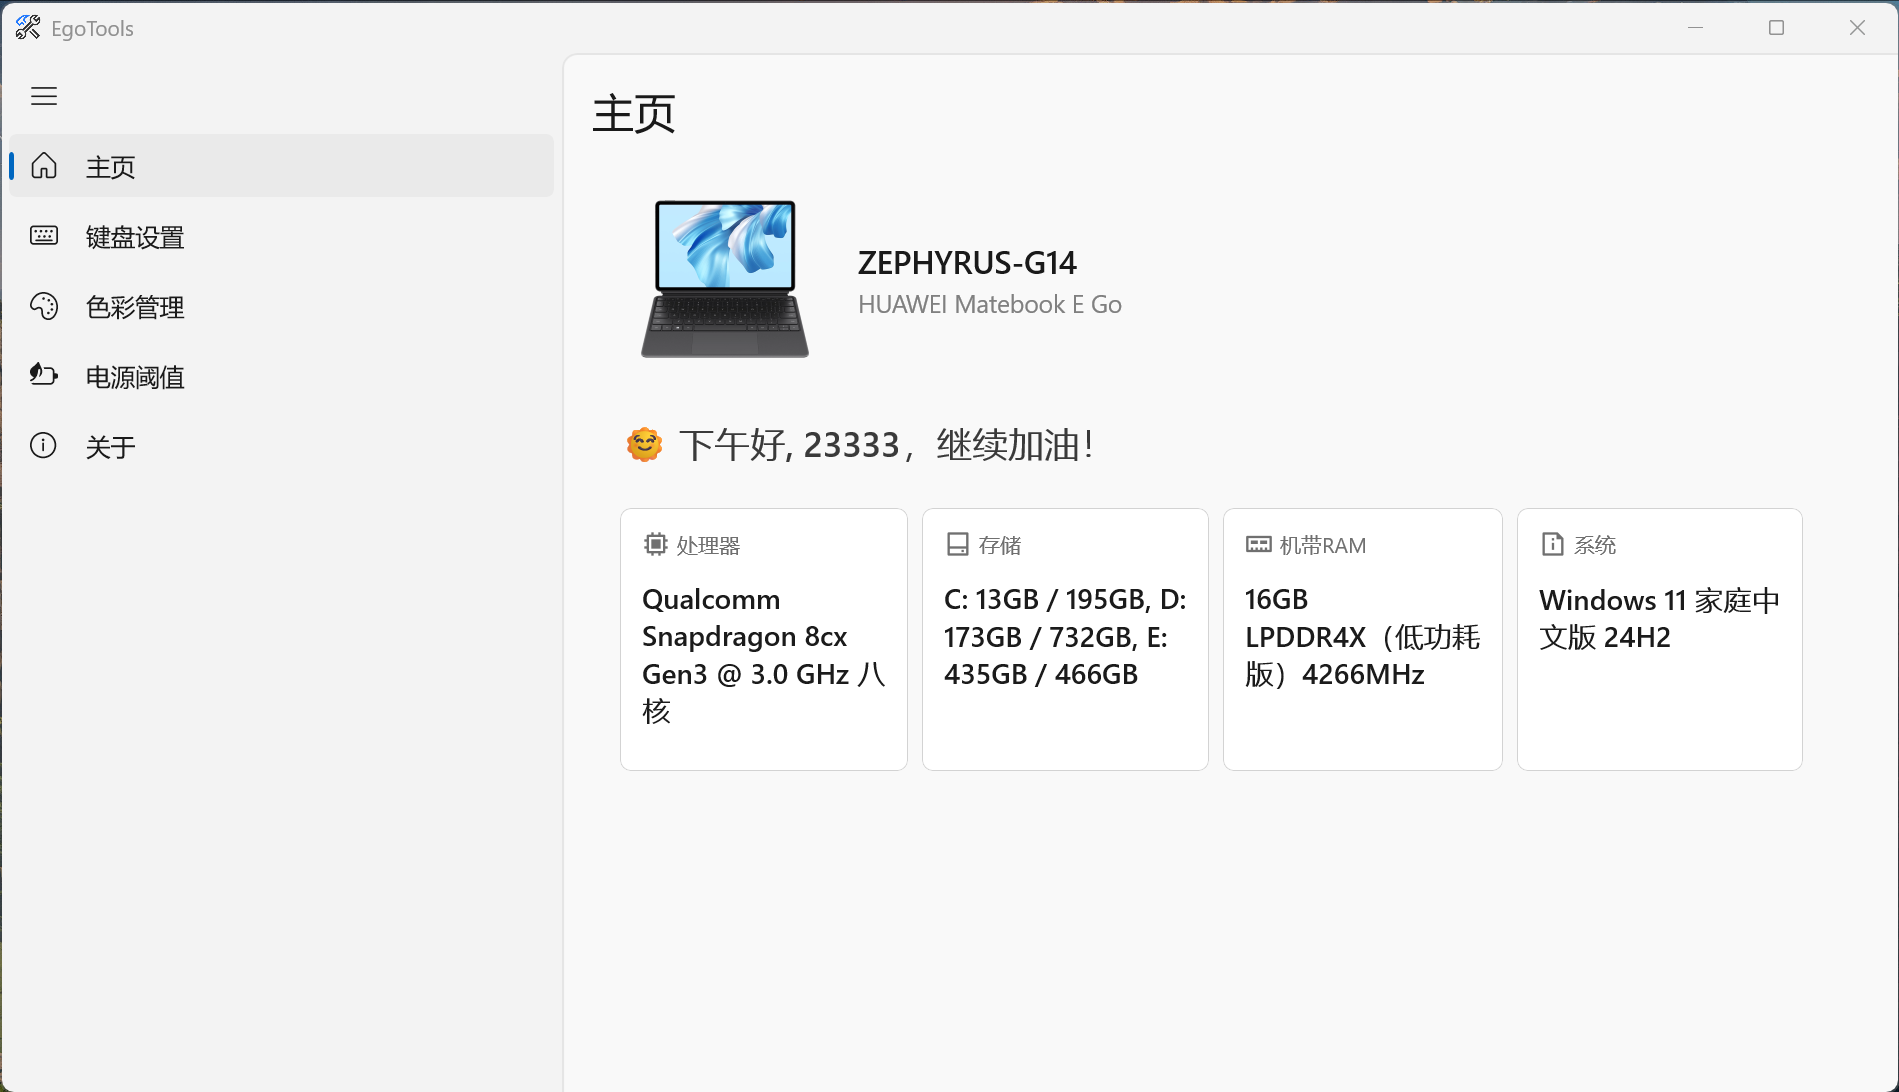 EgoTools
主页
键盘设置
色彩管理
电源阈值
关于
主页
ZEPHYRUS-G14
HUAWEI Matebook E Go
下午好, 23333，继续加油！
处理器
Qualcomm
Snapdragon 8cx
Gen3 @ 3.0 GHz 八
核
存储
C: 13GB / 195GB, D:
173GB / 732GB, E:
435GB / 466GB
机带RAM
16GB
LPDDR4X（低功耗
版）4266MHz
系统
Windows 11 家庭中
文版 24H2